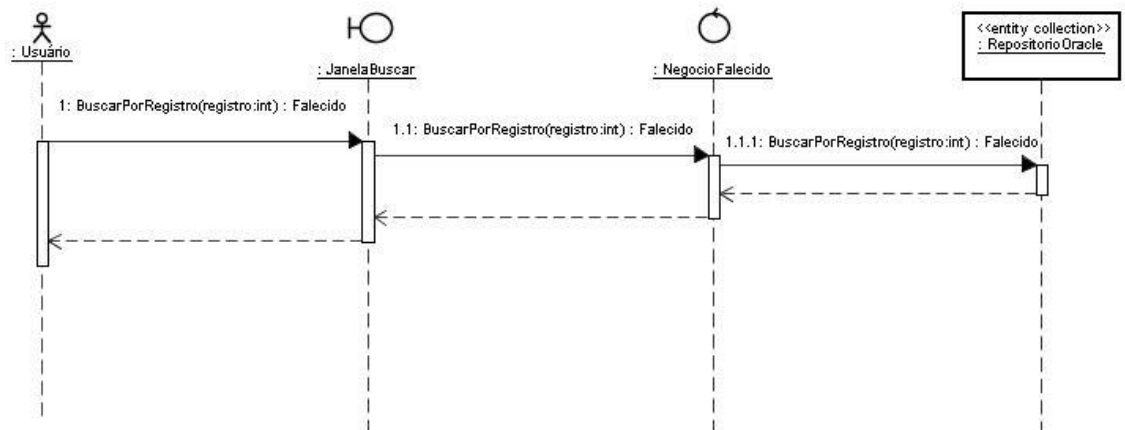 <<entity collection>>
: RepositorioOracle
: Usuário
: JanelaBuscar
: NegocioFalecido
1: BuscarPorRegistro(registro:int) : Falecido
1.1: BuscarPorRegistro(registro:int) : Falecido
1.1.1: BuscarPorRegistro(registro:int) : Falecido